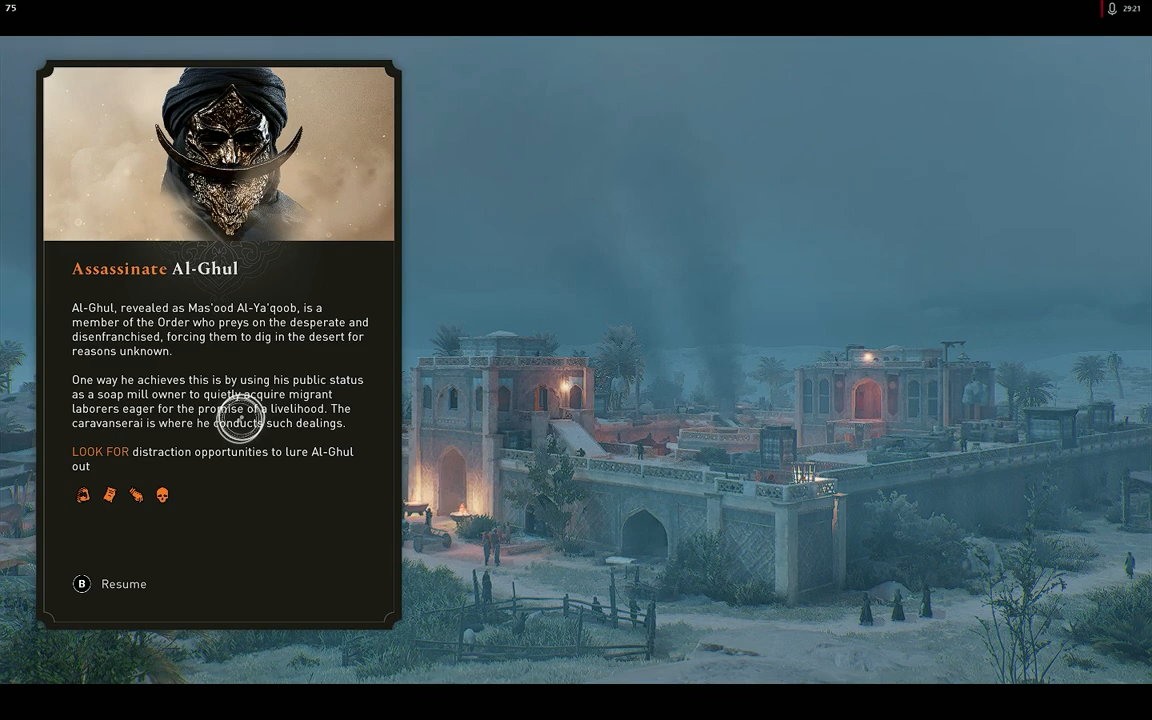 75
29:21
Assassinate Al-Ghul
Al-Ghul, revealed as Mas'ood Al-Ya'qoob, is a
member of the Order who preys on the desperate and
disenfranchised, forcing them to dig in the desert for
reasons unknown.
One way he achieves this is by using his public status
as a soap mill owner to quietly acquire migrant
laborers eager for the promise of a livelihood. The
caravanserai is where he conducts such dealings.
LOOK FOR distraction opportunities to lure Al-Ghul
out
B Resume